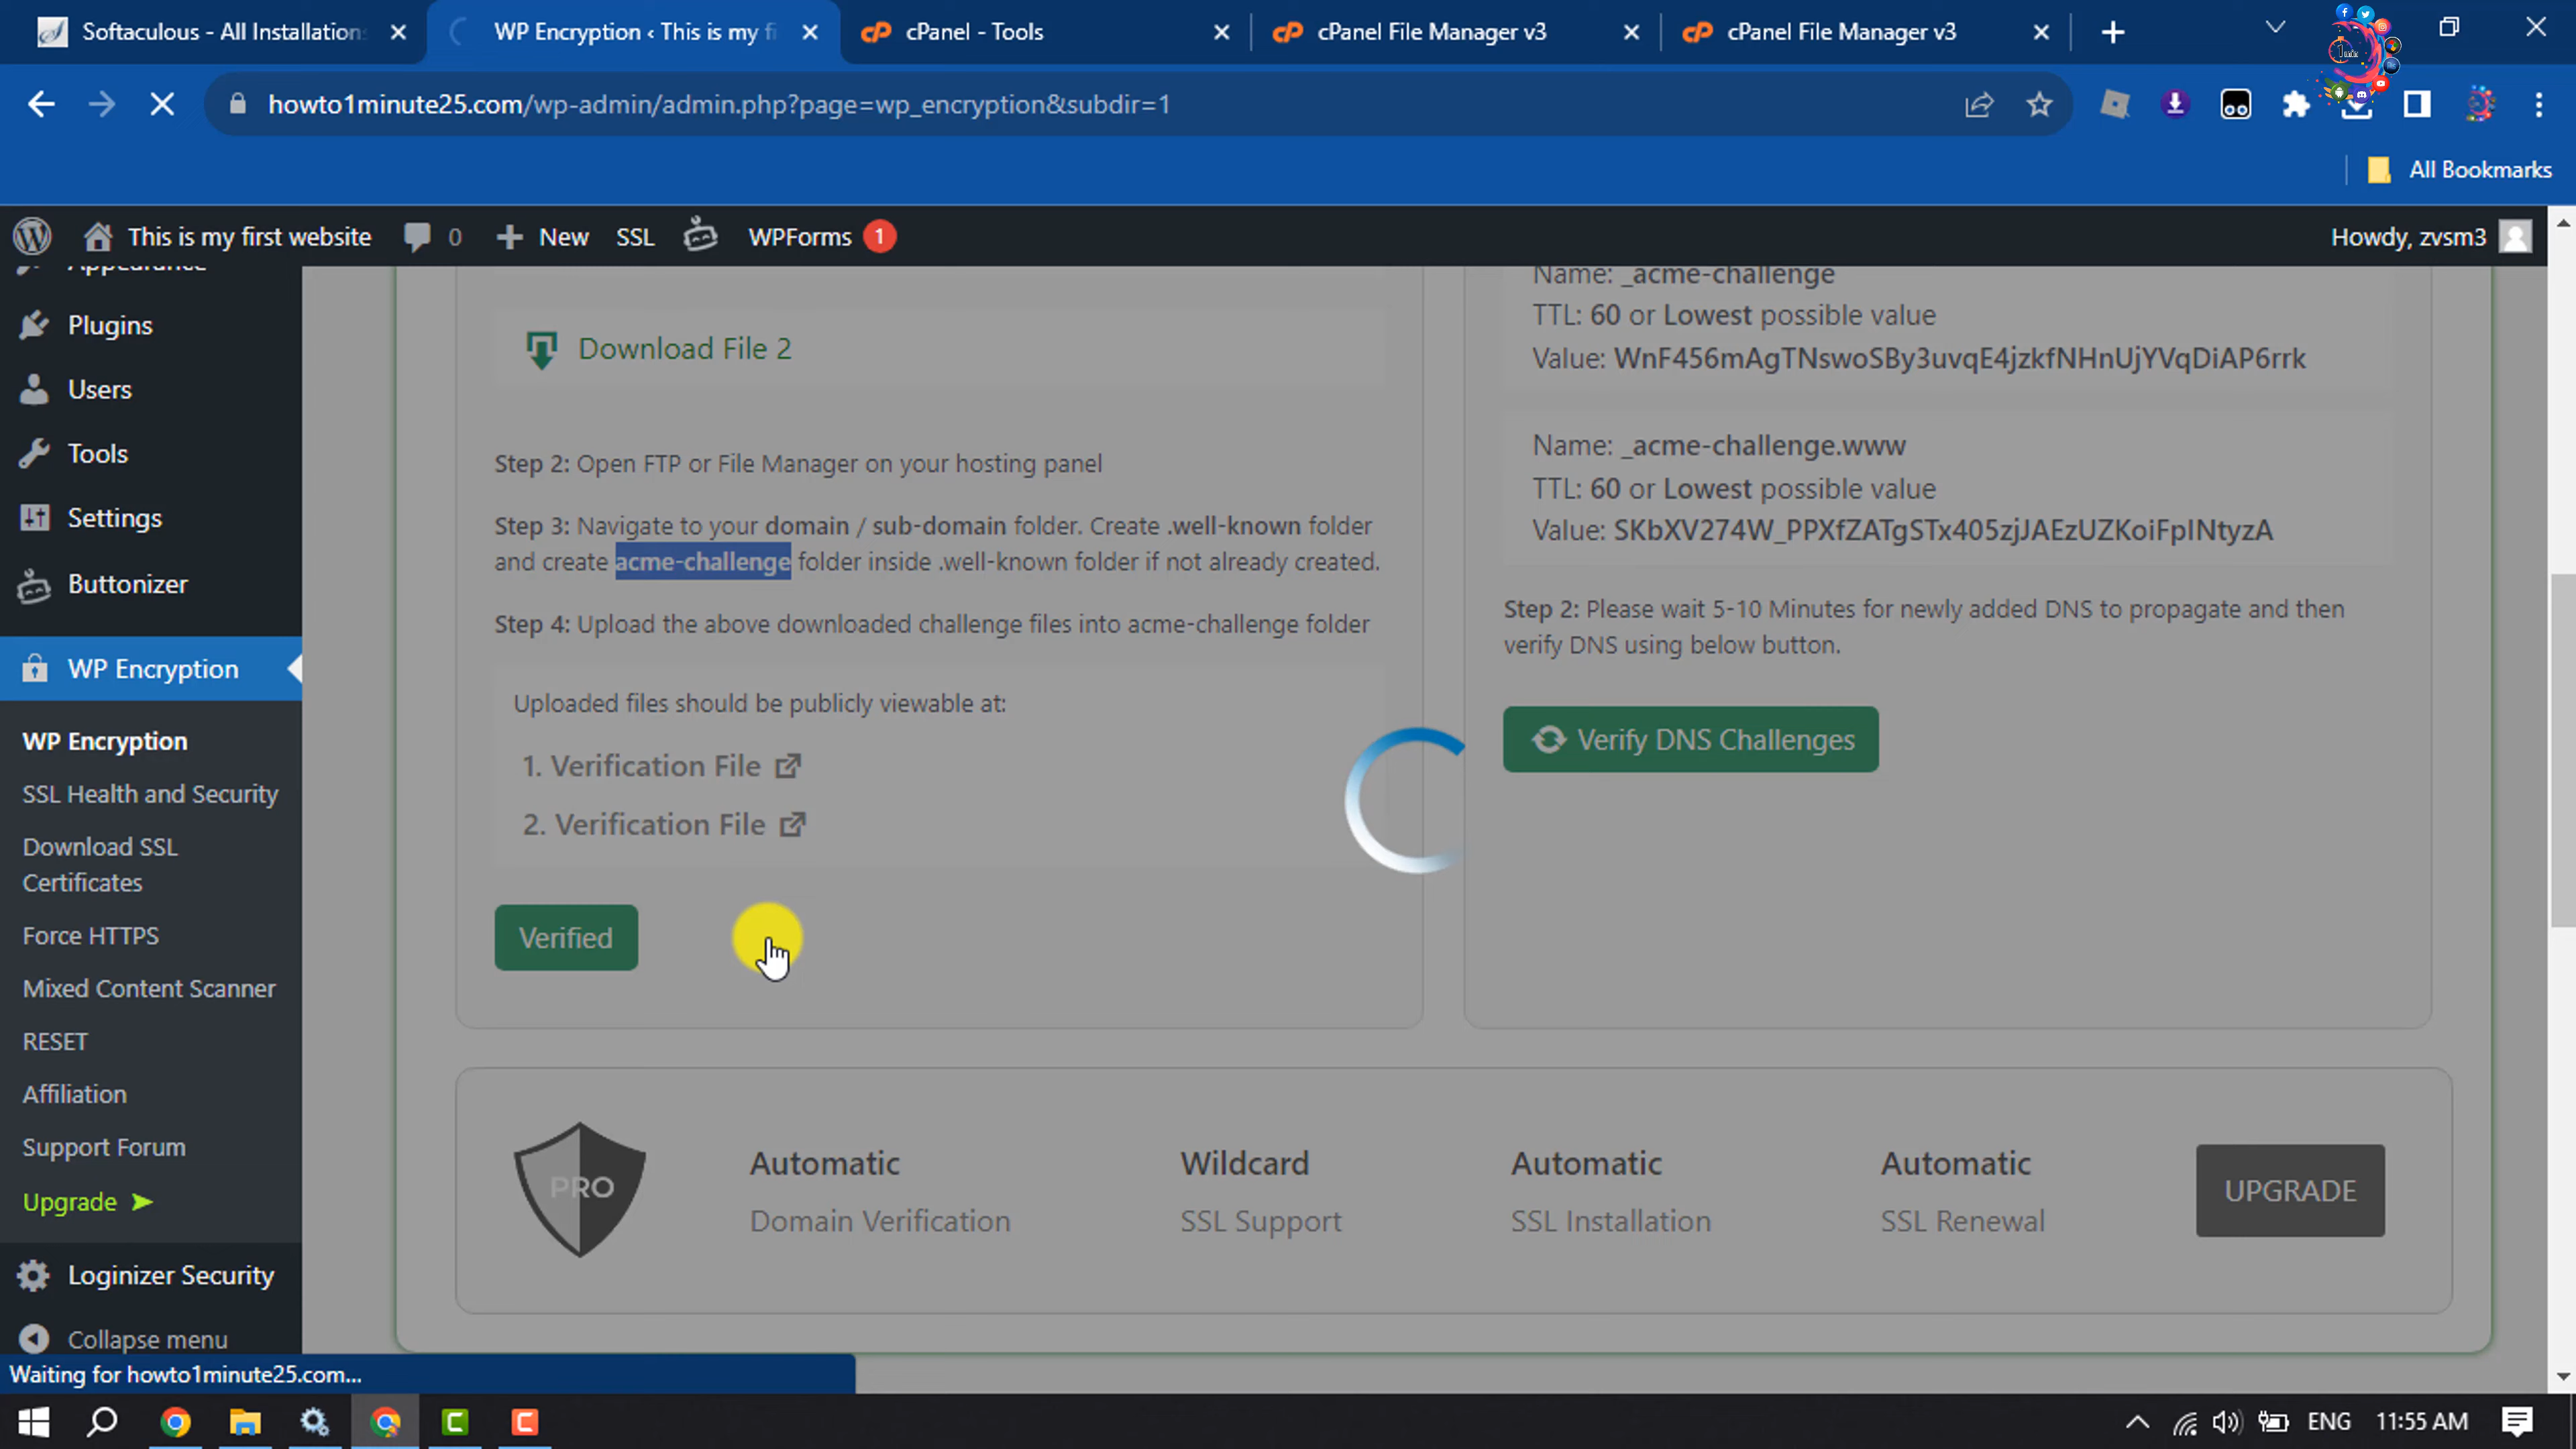 Softaculous - All Installations
WP Encryption ‹ This is my fi
cPanel - Tools
cPanel File Manager v3
cPanel File Manager v3
howto1minute25.com/wp-admin/admin.php?page=wp_encryption&subdir=1
All Bookmarks
This is my first website
0
New
SSL
WPForms
1
Howdy, zvsm3
Appearance
Plugins
Users
Tools
Settings
Buttonizer
WP Encryption
WP Encryption
SSL Health and Security
Download SSL
Certificates
Force HTTPS
Mixed Content Scanner
RESET
Affiliation
Support Forum
Upgrade ➤
Loginizer Security
Collapse menu
Download File 2
Step 2: Open FTP or File Manager on your hosting panel
Step 3: Navigate to your domain / sub-domain folder. Create .well-known folder
and create acme-challenge folder inside .well-known folder if not already created.
Step 4: Upload the above downloaded challenge files into acme-challenge folder
Uploaded files should be publicly viewable at:
1. Verification File
2. Verification File
Verified
Name: _acme-challenge
TTL: 60 or Lowest possible value
Value: WnF456mAgTNswoSBy3uvqE4jzkfNHnUjYVqDiAP6rrk
Name: _acme-challenge.www
TTL: 60 or Lowest possible value
Value: SKbXV274W_PPXfZATgSTx405zjJAEzUZKoiFpINtyzA
Step 2: Please wait 5-10 Minutes for newly added DNS to propagate and then
verify DNS using below button.
Verify DNS Challenges
PRO
Automatic
Domain Verification
Wildcard
SSL Support
Automatic
SSL Installation
Automatic
SSL Renewal
UPGRADE
Waiting for howto1minute25.com...
ENG
11:55 AM